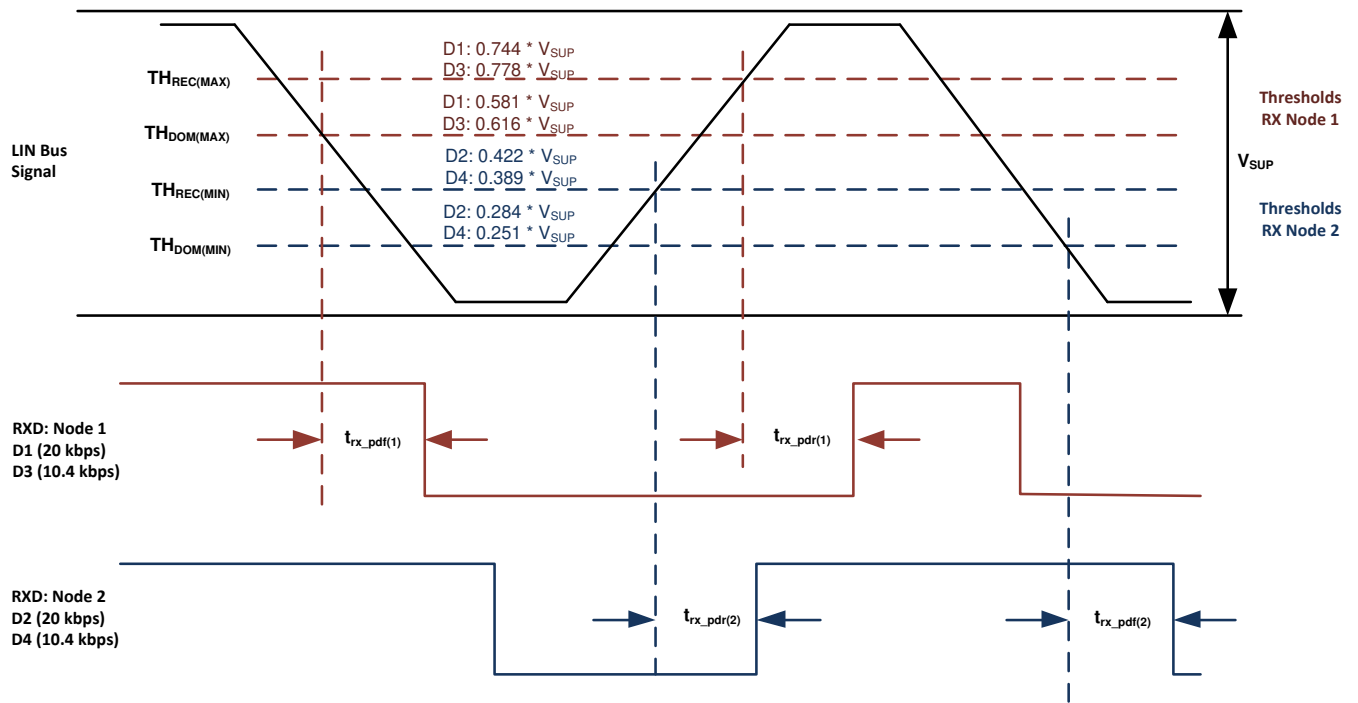 D1: 0.744 * VSUP
D3: 0.778 * VSUP
THREC(MAX)
D1: 0.581 * VSUP
D3: 0.616 * VSUP
THDOM(MAX)
Thresholds
RX Node 1
LIN Bus
Signal
D2: 0.422 * VSUP
D4: 0.389 * VSUP
THREC(MIN)
VSUP
D2: 0.284 * VSUP
D4: 0.251 * VSUP
THDOM(MIN)
Thresholds
RX Node 2
RXD: Node 1
D1 (20 kbps)
D3 (10.4 kbps)
trx_pdf(1)
trx_pdr(1)
RXD: Node 2
D2 (20 kbps)
D4 (10.4 kbps)
trx_pdr(2)
trx_pdf(2)